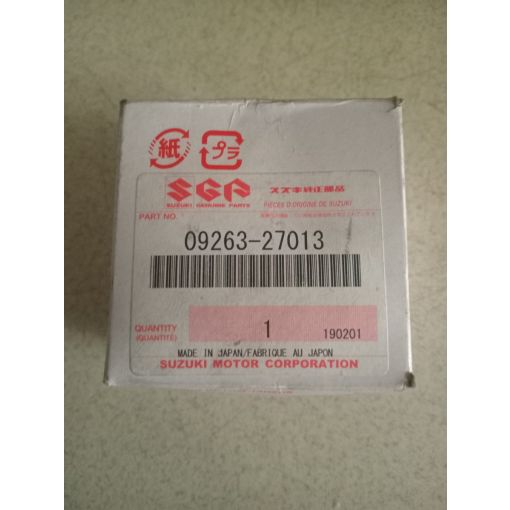 紙
プラ
SGP
スズキ純正部品
SUZUKI GENUINE PARTS
PIECES D'ORIGINE DE SUZUKI
PART NO.
09263-27013
QUANTITY
(QUANTITÉ)
1
190201
MADE IN JAPAN/FABRIQUE AU JAPON
SUZUKI MOTOR CORPORATION